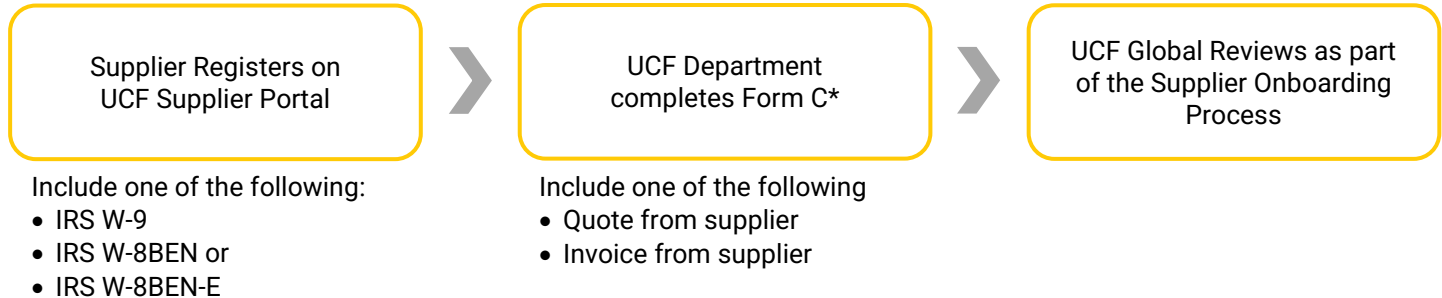 Supplier Registers on
UCF Supplier Portal
Include one of the following:
• IRS W-9
• IRS W-8BEN or
• IRS W-8BEN-E
UCF Department
completes Form C*
Include one of the following
• Quote from supplier
• Invoice from supplier
UCF Global Reviews as part
of the Supplier Onboarding
Process